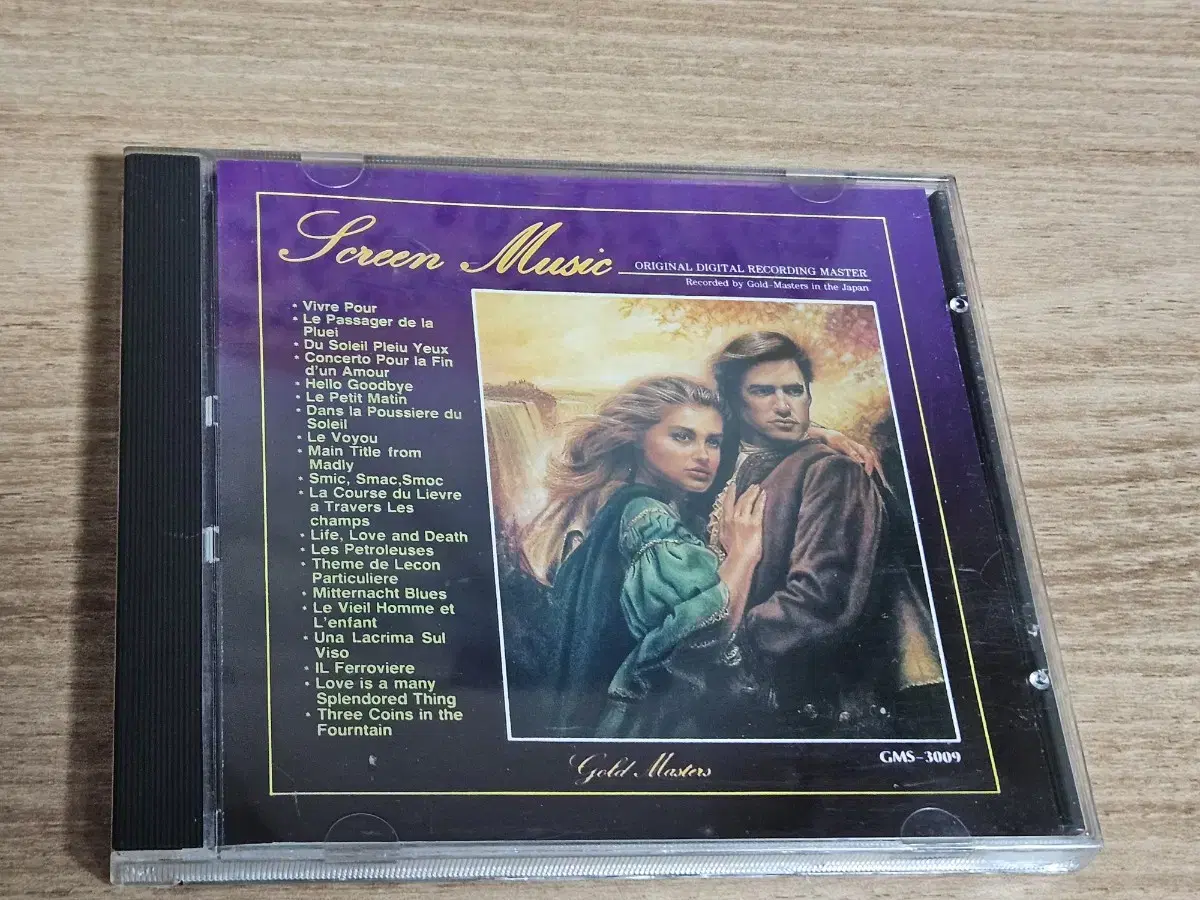 Screen Music
ORIGINAL DIGITAL RECORDING MASTER
Recorded by Gold-Masters in the Japan
• Vivre Pour
• Le Passager de la
Pluei
• Du Soleil Pleiu Yeux
• Concerto Pour la Fin
d'un Amour
• Hello Goodbye
• Le Petit Matin
• Dans la Poussiere du
Soleil
• Le Voyou
• Main Title from
Madly
• Smic, Smac,Smoc
• La Course du Lievre
a Travers Les
champs
• Life, Love and Death
• Les Petroleuses
• Theme de Lecon
Particuliere
• Mitternacht Blues
• Le Vieil Homme et
L'enfant
• Una Lacrima Sul
Viso
• IL Ferroviere
• Love is a many
Splendored Thing
• Three Coins in the
Fourntain
Gold Masters
GMS-3009